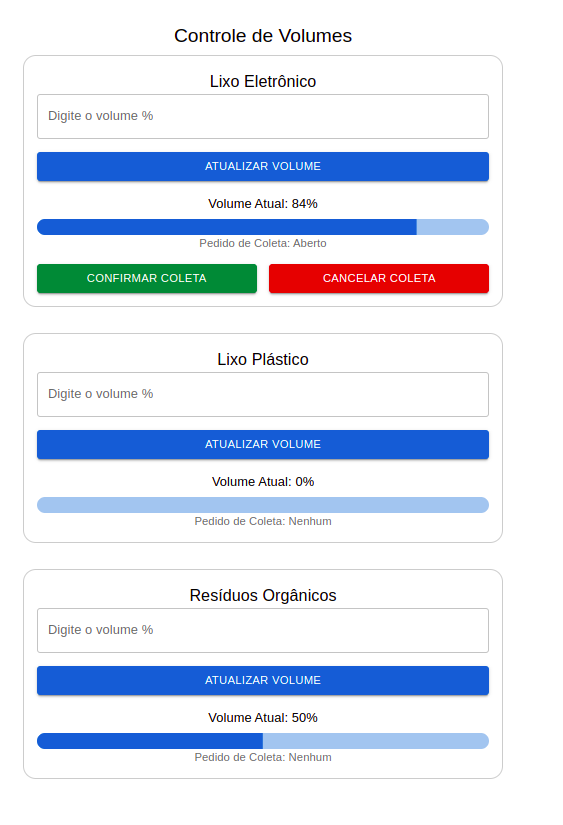 Controle de Volumes
Lixo Eletrônico
Digite o volume %
ATUALIZAR VOLUME
Volume Atual: 84%
Pedido de Coleta: Aberto
CONFIRMAR COLETA CANCELAR COLETA
Lixo Plástico
Digite o volume %
ATUALIZAR VOLUME
Volume Atual: 0%
Pedido de Coleta: Nenhum
Resíduos Orgânicos
Digite o volume %
ATUALIZAR VOLUME
Volume Atual: 50%
Pedido de Coleta: Nenhum